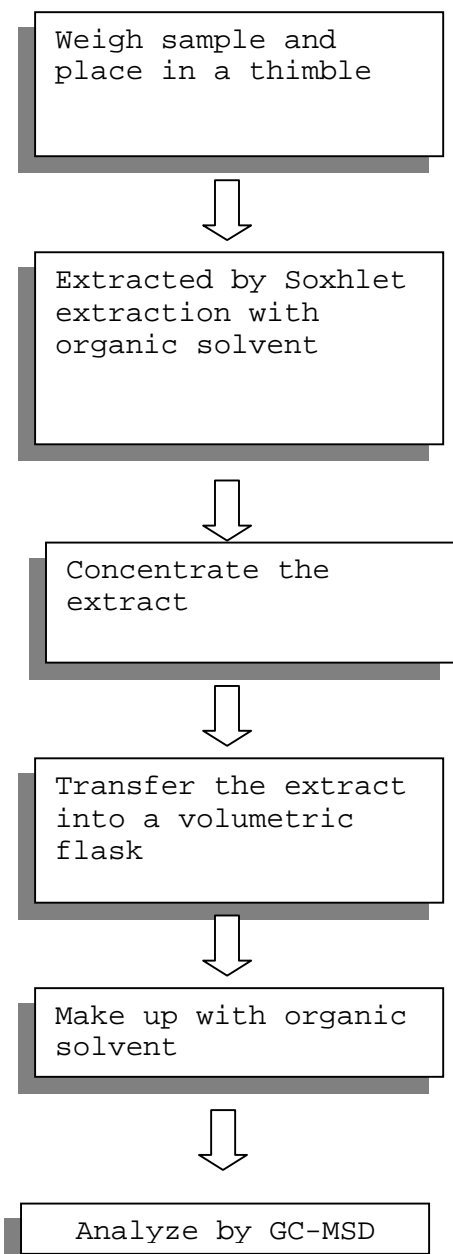 Weigh sample and
place in a thimble
Extracted by Soxhlet
extraction with
organic solvent
Concentrate the
extract
Transfer the extract
into a volumetric
flask
Make up with organic
solvent
Analyze by GC-MSD